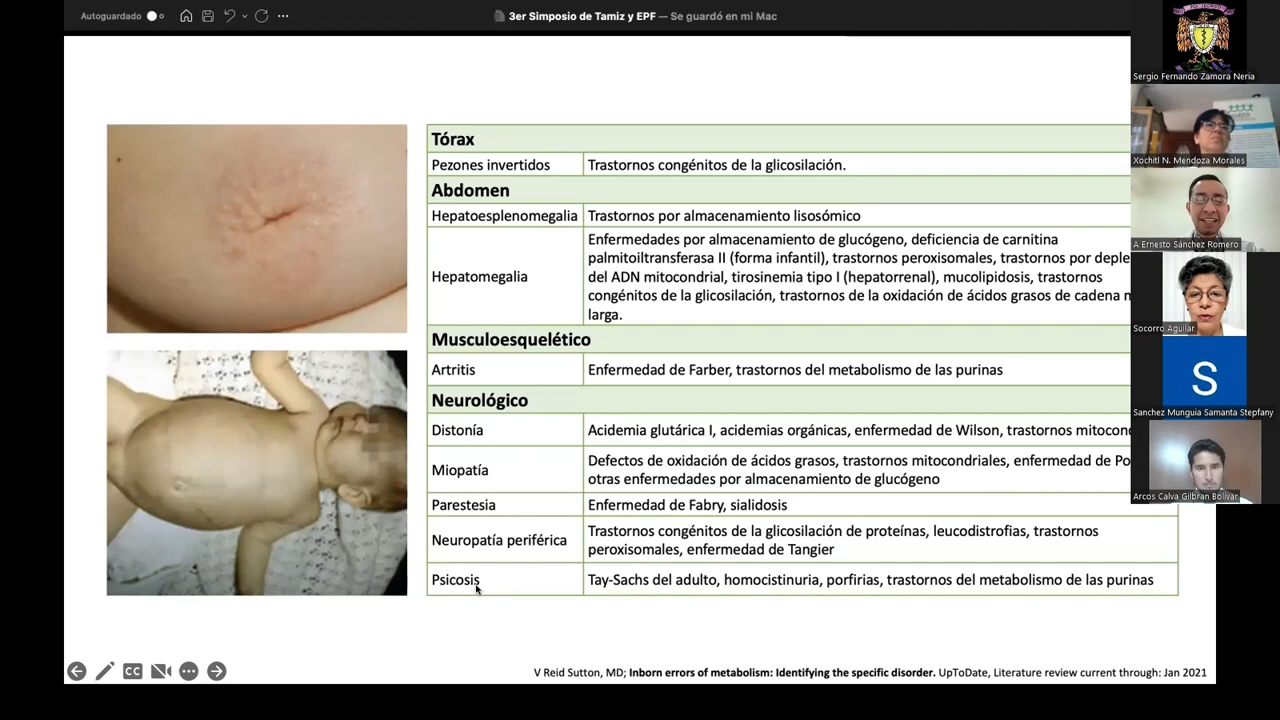 Autoguardado
3er Simposio de Tamiz y EPF — Se guardó en mi Mac
Tórax
Pezones invertidos
Trastornos congénitos de la glicosilación.
Abdomen
Hepatoesplenomegalia
Trastornos por almacenamiento lisosómico
Hepatomegalia
Enfermedades por almacenamiento de glucógeno, deficiencia de carnitina
palmitoiltransferasa II (forma infantil), trastornos peroxisomales, trastornos por
del ADN mitocondrial, tirosinemia tipo I (hepatorrenal), mucolipidosis, trastornos
congénitos de la glicosilación, trastornos de la oxidación de ácidos grasos de cadena
larga.
Musculoesquelético
Artritis
Enfermedad de Farber, trastornos del metabolismo de las purinas
Neurológico
Distonía
Acidemia glutárica I, acidemias orgánicas, enfermedad de Wilson, trastornos
Miopatía
Defectos de oxidación de ácidos grasos, trastornos mitocondriales, enfermedad de
otras enfermedades por almacenamiento de glucógeno
Parestesia
Enfermedad de Fabry, sialidosis
Neuropatía periférica
Trastornos congénitos de la glicosilación de proteínas, leucodistrofias, trastornos
peroxisomales, enfermedad de Tangier
Psicosis
Tay-Sachs del adulto, homocistinuria, porfirias, trastornos del metabolismo de las purinas
V Reid Sutton, MD; Inborn errors of metabolism: Identifying the specific disorder. UpToDate, Literature review current through: Jan 2021
CC
Sergio Fernando Zamora Neria
Xochitl N. Mendoza Morales
A Ernesto Sánchez Romero
Socorro Aguilar
S
Sanchez Munguia Samanta Stepfany
Arcos Calva Gilbran Bolivar